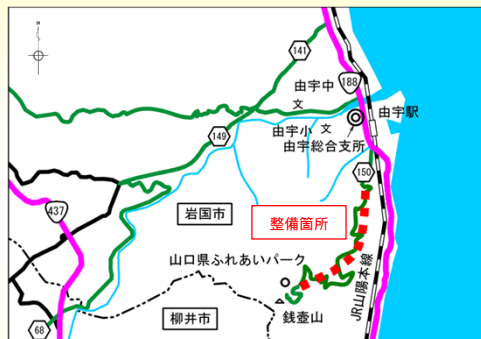 N
141
188
由宇中
文
由宇駅
由宇小
文
149
由宇総合支所
150
437
岩国市
整備箇所
山口県ふれあいパーク
JR山陽本線
銭壺山
柳井市
68